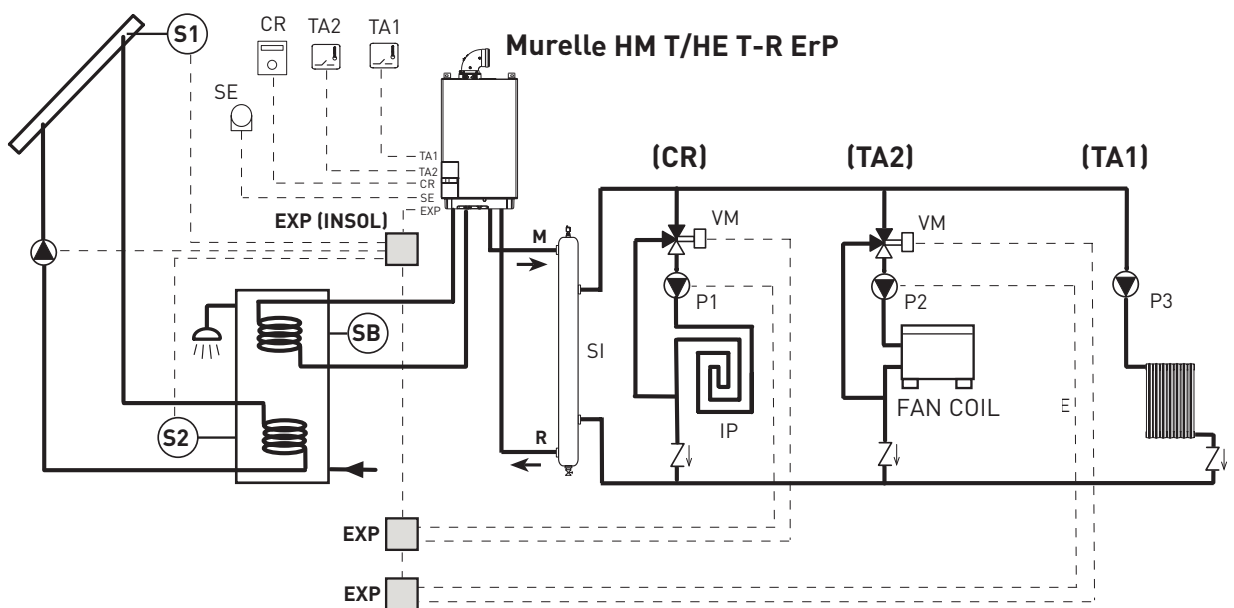 S1
CR
TA2
TA1
Murelle HM T/HE T-R ErP
SE
TA1
TA2
CR
SE
EXP
EXP (INSOL)
(CR)
(TA2)
(TA1)
M
VM
VM
P1
P2
P3
SB
SI
S2
FAN COIL
E
IP
R
EXP
EXP